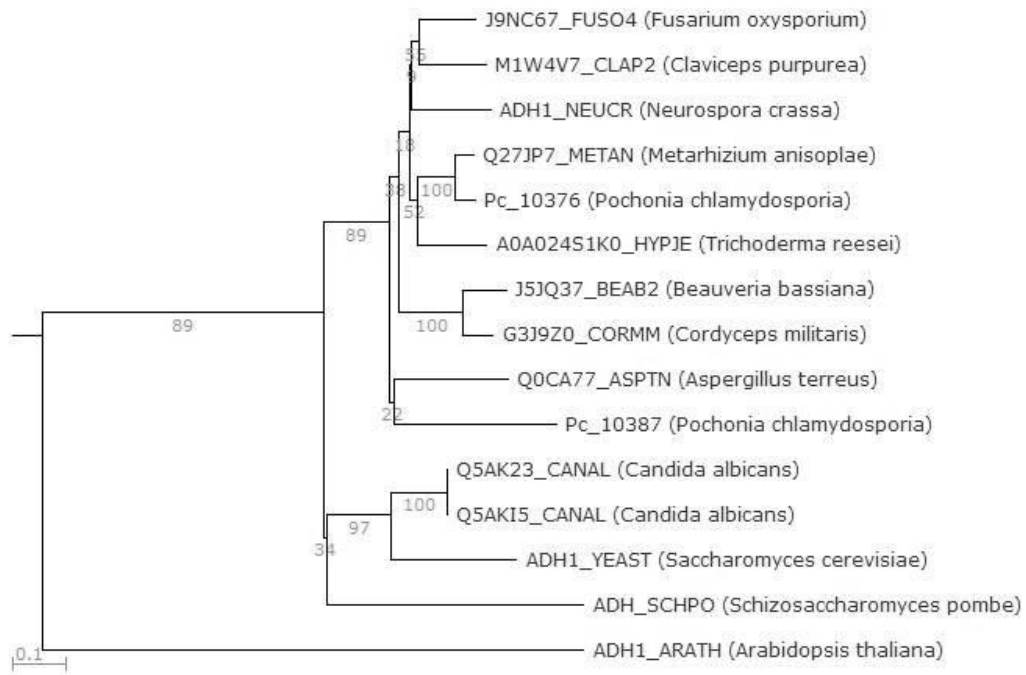 J9NC67_FUSO4 (Fusarium oxysporium)
55
M1W4V7_CLAP2 (Claviceps purpurea)
9
ADH1_NEUCR (Neurospora crassa)
18
Q27JP7_METAN (Metarhizium anisoplae)
38
100
Pc_10376 (Pochonia chlamydosporia)
52
89
A0A024S1K0_HYPJE (Trichoderma reesei)
J5JQ37_BEAB2 (Beauveria bassiana)
89
100
G3J9Z0_CORMM (Cordyceps militaris)
Q0CA77_ASPTN (Aspergillus terreus)
22
Pc_10387 (Pochonia chlamydosporia)
Q5AK23_CANAL (Candida albicans)
100
Q5AKI5_CANAL (Candida albicans)
97
34
ADH1_YEAST (Saccharomyces cerevisiae)
ADH_SCHPO (Schizosaccharomyces pombe)
0.1
ADH1_ARATH (Arabidopsis thaliana)